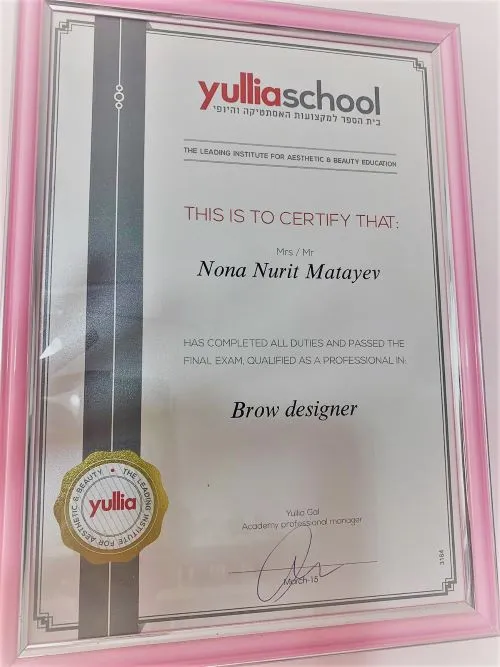 yulliaschool
בית הספר למקצועות האסתטיקה והיופי
THE LEADING INSTITUTE FOR AESTHETIC & BEAUTY EDUCATION
THIS IS TO CERTIFY THAT:
Mrs / Mr
Nona Nurit Matayev
HAS COMPLETED ALL DUTIES AND PASSED THE
FINAL EXAM, QUALIFIED AS A PROFESSIONAL IN:
Brow designer
THE LEADING INSTITUTE FOR AESTHETIC & BEAUTY
yullia
Yullia Gal
Academy professional manager
March-15
3184